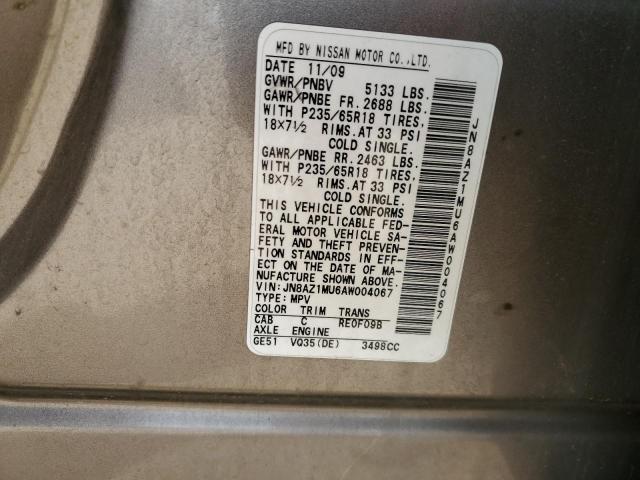 MFD BY NISSAN MOTOR CO.,LTD.
DATE 11/09
GVWR/PNBV 5133 LBS.
GAWR/PNBE FR. 2688 LBS.
WITH P235/65R18 TIRES,
18X7½ RIMS.AT 33 PSI
COLD SINGLE.
GAWR/PNBE RR. 2463 LBS.
WITH P235/65R18 TIRES,
18X7½ RIMS.AT 33 PSI
COLD SINGLE.
THIS VEHICLE CONFORMS
TO ALL APPLICABLE FED-
ERAL MOTOR VEHICLE SA-
FETY AND THEFT PREVEN-
TION STANDARDS IN EFF-
ECT ON THE DATE OF MA-
NUFACTURE SHOWN ABOVE.
VIN: JN8AZ1MU6AW004067
TYPE: MPV
COLOR TRIM TRANS
CAB C RE0F09B
AXLE ENGINE
GE51 VQ35(DE) 3498CC
JN8AZ1MU6AW004067